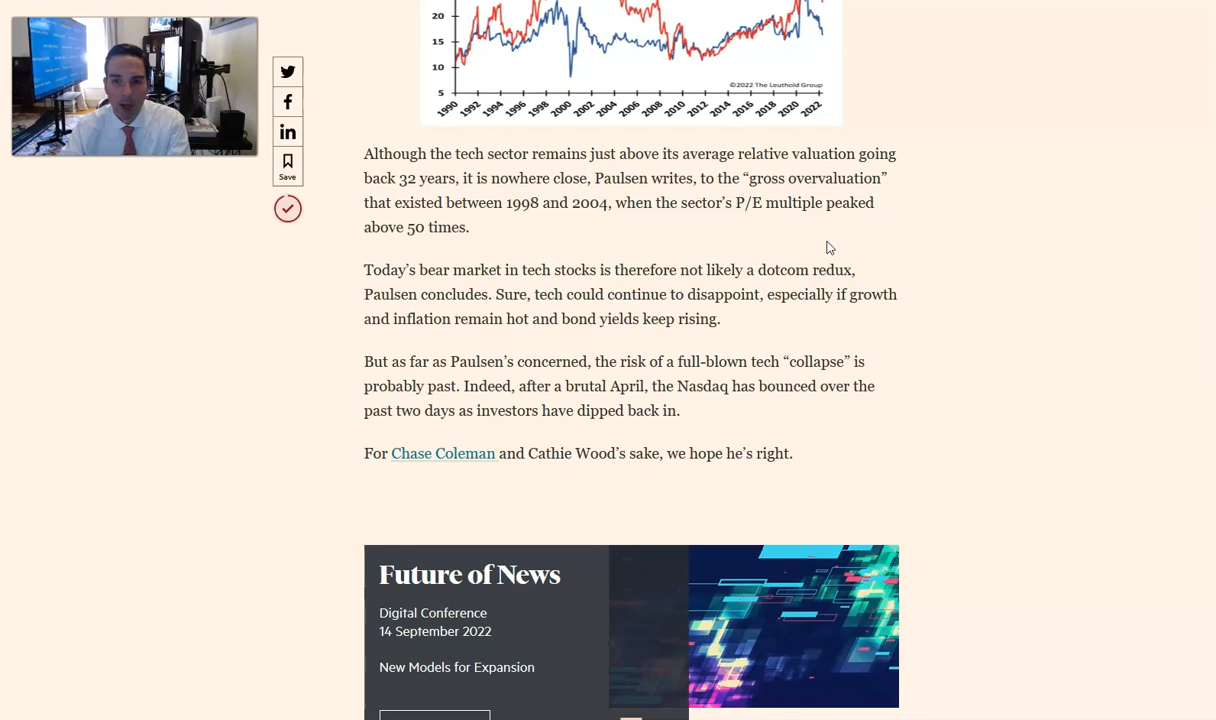 20
15
10
5
1990 1992 1994 1996 1998 2000 2002 2004 2006 2008 2010 2012 2014 2016 2018 2020 2022
©2022 The Leuthold Group
Save
Although the tech sector remains just above its average relative valuation going
back 32 years, it is nowhere close, Paulsen writes, to the “gross overvaluation”
that existed between 1998 and 2004, when the sector’s P/E multiple peaked
above 50 times.
Today’s bear market in tech stocks is therefore not likely a dotcom redux,
Paulsen concludes. Sure, tech could continue to disappoint, especially if growth
and inflation remain hot and bond yields keep rising.
But as far as Paulsen’s concerned, the risk of a full-blown tech “collapse” is
probably past. Indeed, after a brutal April, the Nasdaq has bounced over the
past two days as investors have dipped back in.
For Chase Coleman and Cathie Wood’s sake, we hope he’s right.
Future of News
Digital Conference
14 September 2022
New Models for Expansion